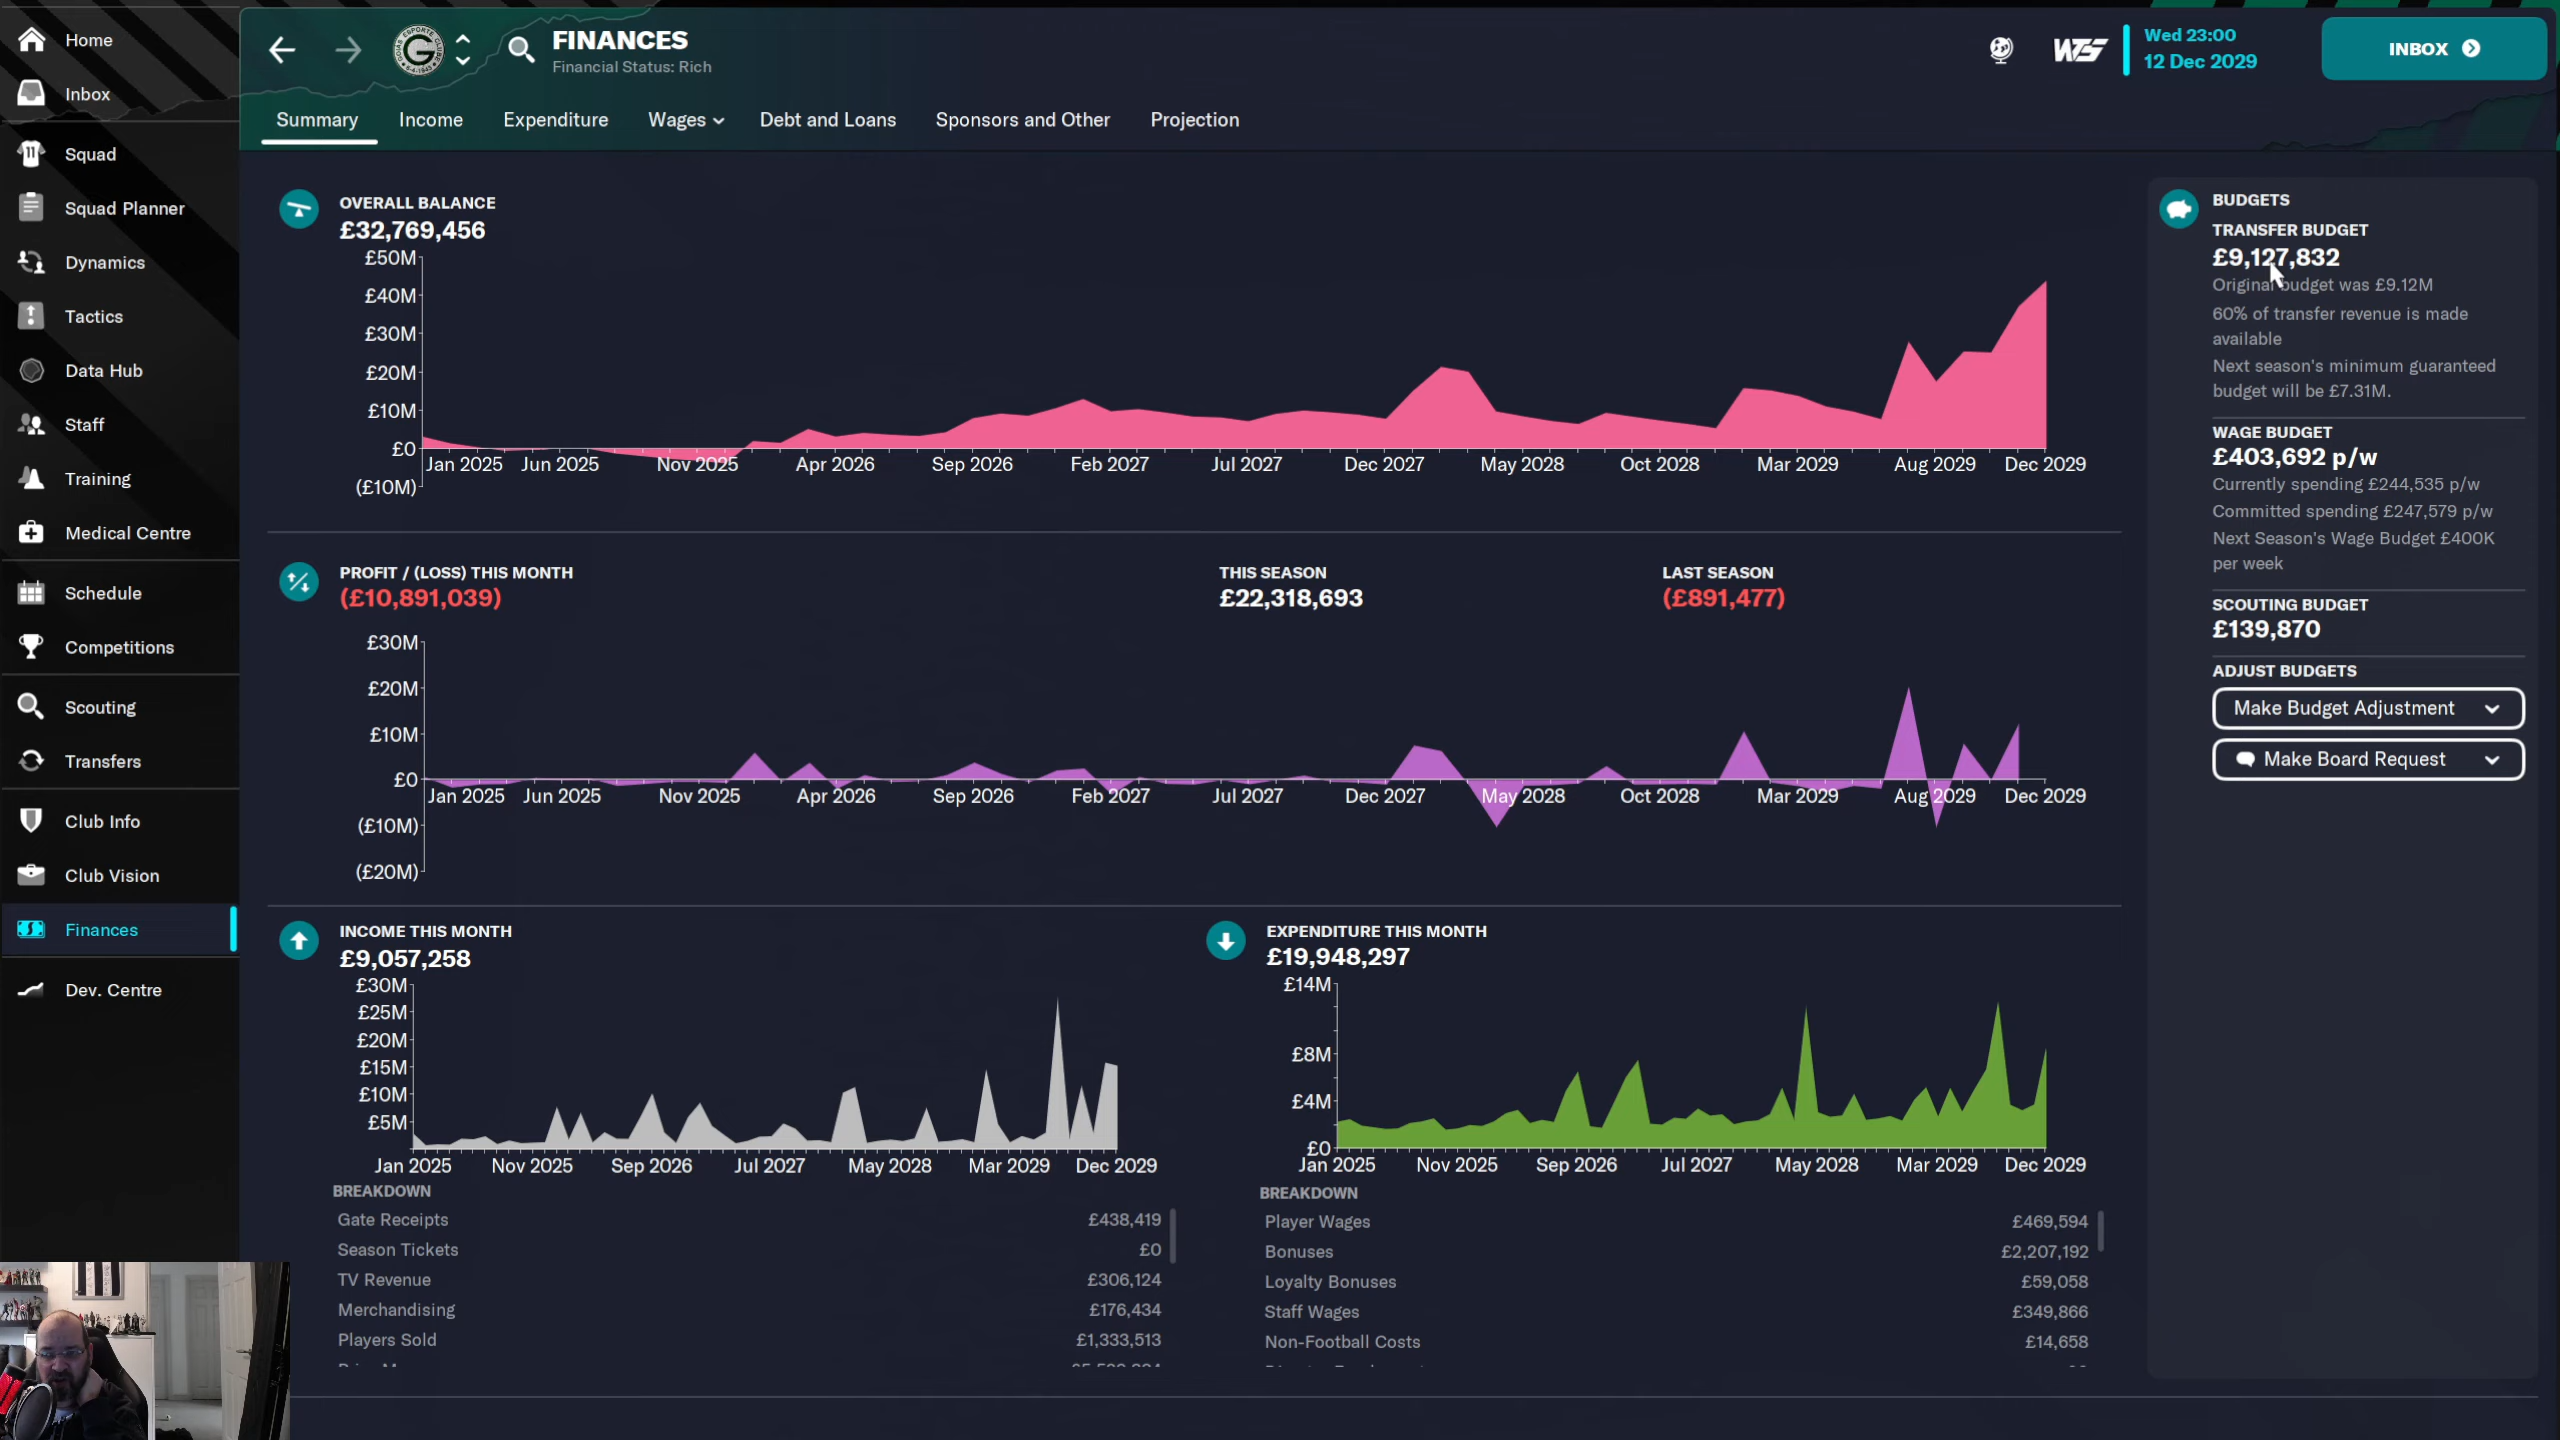 Home
Inbox
Squad
Squad Planner
Dynamics
Tactics
Data Hub
Staff
Training
Medical Centre
Schedule
Competitions
Scouting
Transfers
Club Info
Club Vision
Finances
Dev. Centre
FINANCES
Financial Status: Rich
Wed 23:00
12 Dec 2029
INBOX
Summary
Income
Expenditure
Wages
Debt and Loans
Sponsors and Other
Projection
OVERALL BALANCE
£32,769,456
£50M
£40M
£30M
£20M
£10M
£0
(£10M)
Jan 2025 Jun 2025 Nov 2025 Apr 2026 Sep 2026 Feb 2027 Jul 2027 Dec 2027 May 2028 Oct 2028 Mar 2029 Aug 2029 Dec 2029
PROFIT / (LOSS) THIS MONTH
(£10,891,039)
THIS SEASON
£22,318,693
LAST SEASON
(£891,477)
£30M
£20M
£10M
£0
(£10M)
(£20M)
Jan 2025 Jun 2025 Nov 2025 Apr 2026 Sep 2026 Feb 2027 Jul 2027 Dec 2027 May 2028 Oct 2028 Mar 2029 Aug 2029 Dec 2029
INCOME THIS MONTH
£9,057,258
£30M
£25M
£20M
£15M
£10M
£5M
Jan 2025 Nov 2025 Sep 2026 Jul 2027 May 2028 Mar 2029 Dec 2029
BREAKDOWN
Gate Receipts £438,419
Season Tickets £0
TV Revenue £306,124
Merchandising £176,434
Players Sold £1,333,513
EXPENDITURE THIS MONTH
£19,948,297
£14M
£8M
£4M
£0
Jan 2025 Nov 2025 Sep 2026 Jul 2027 May 2028 Mar 2029 Dec 2029
BREAKDOWN
Player Wages £469,594
Bonuses £2,207,192
Loyalty Bonuses £59,058
Staff Wages £349,866
Non-Football Costs £14,658
BUDGETS
TRANSFER BUDGET
£9,127,832
Original budget was £9.12M
60% of transfer revenue is made
available
Next season's minimum guaranteed
budget will be £7.31M.
WAGE BUDGET
£403,692 p/w
Currently spending £244,535 p/w
Committed spending £247,579 p/w
Next Season's Wage Budget £400K
per week
SCOUTING BUDGET
£139,870
ADJUST BUDGETS
Make Budget Adjustment
Make Board Request